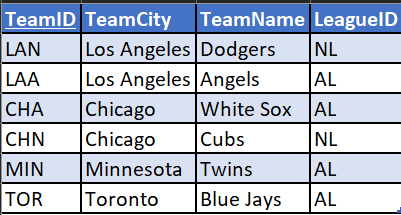 TeamID TeamCity TeamName LeagueID
LAN Los Angeles Dodgers NL
LAA Los Angeles Angels AL
CHA Chicago White Sox AL
CHN Chicago Cubs NL
MIN Minnesota Twins AL
TOR Toronto Blue Jays AL